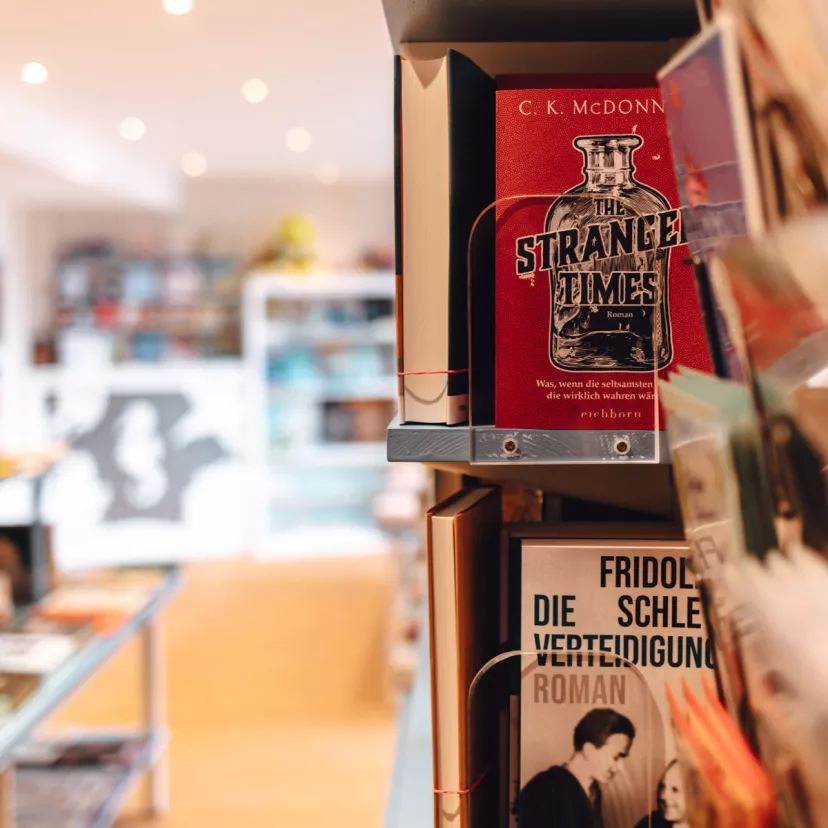 C. K. McDONN
THE
STRANGE
TIMES
Roman
Was, wenn die seltsamsten
die wirklich wahren wär
eichborn
FRIDOL
DIE SCHLE
VERTEIDIGUNG
ROMAN